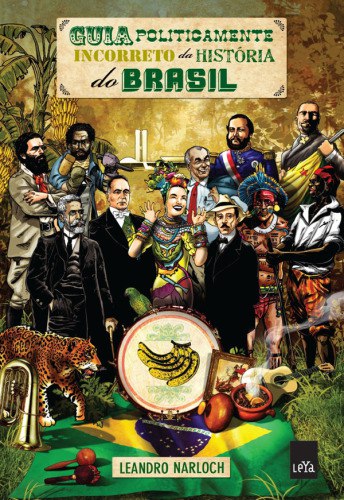 GUIA POLITICAMENTE
INCORRETO da HISTÓRIA
do BRASIL
LEANDRO NARLOCH
LeYa